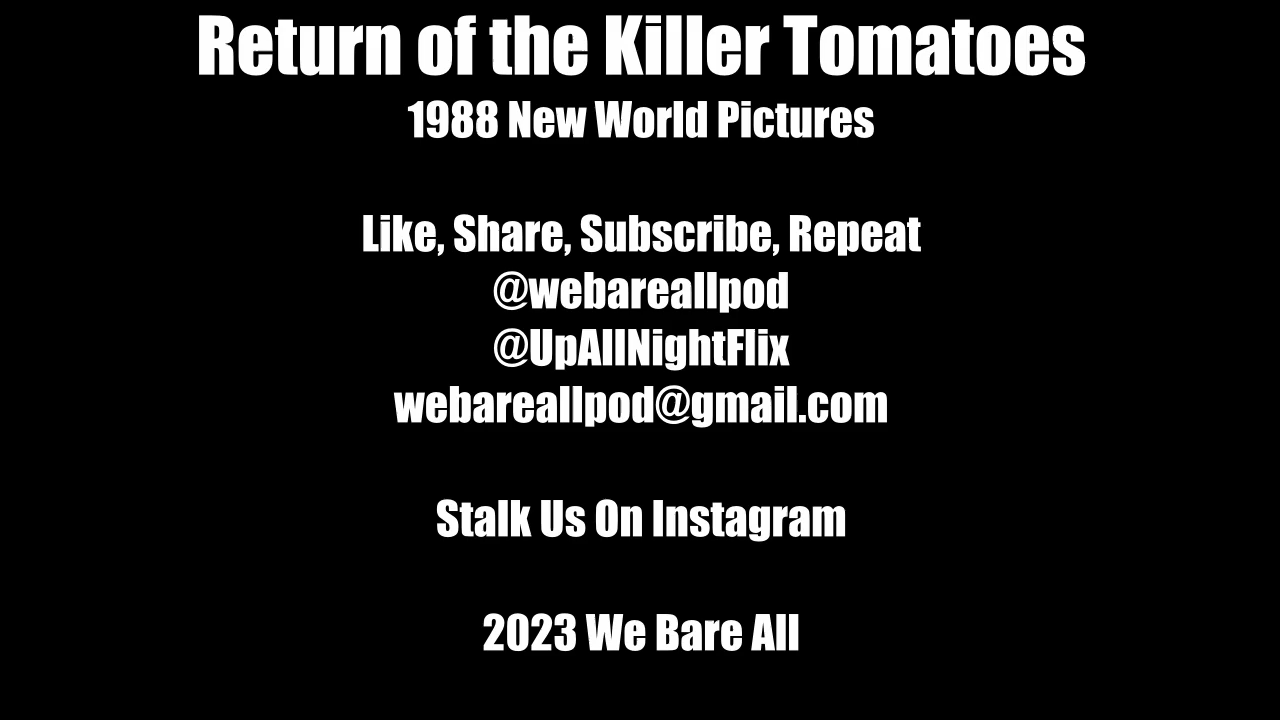 Return of the Killer Tomatoes
1988 New World Pictures
Like, Share, Subscribe, Repeat
@webareallpod
@UpAllNightFlix
webareallpod@gmail.com
Stalk Us On Instagram
2023 We Bare All